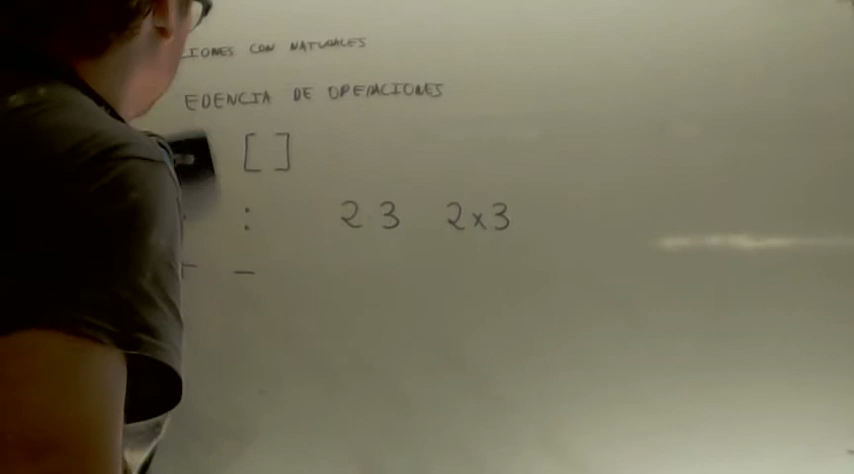 IONES CON NATURALES
EDENCIA DE OPERACIONES
[ ]
: 2 3 2x3
+ −